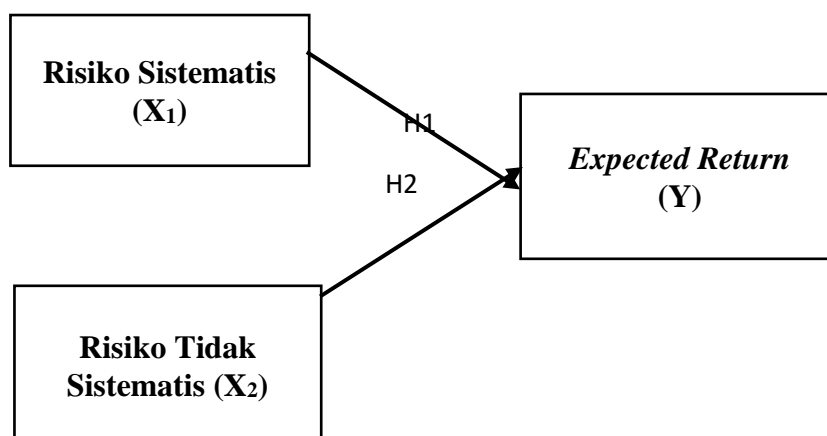 Risiko Sistematis
(X₁)
H1
Expected Return
(Y)
H2
Risiko Tidak
Sistematis (X₂)